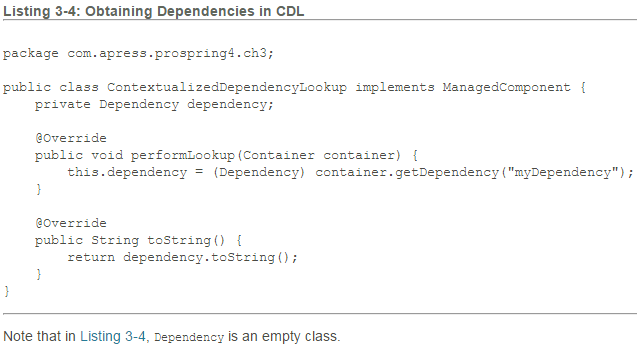 Listing 3-4: Obtaining Dependencies in CDL
package com.apress.prospring4.ch3;
public class ContextualizedDependencyLookup implements ManagedComponent {
    private Dependency dependency;
    @Override
    public void performLookup(Container container) {
        this.dependency = (Dependency) container.getDependency("myDependency");
    }
    @Override
    public String toString() {
        return dependency.toString();
    }
}
Note that in Listing 3-4, Dependency is an empty class.